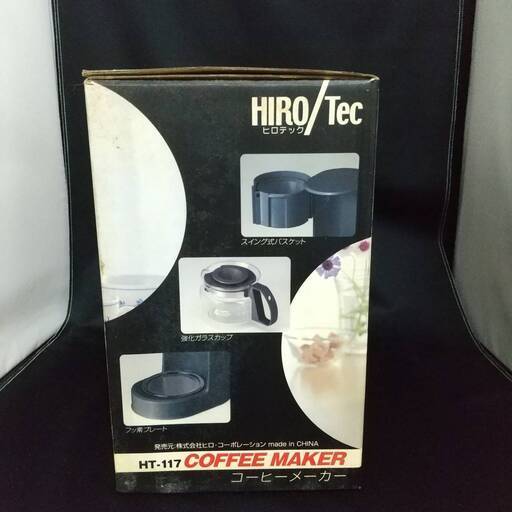 HIRO/Tec
ヒロテック
スイング式バスケット
強化ガラスカップ
フッ素プレート
発売元:株式会社ヒロ・コーポレーション made in CHINA
HT-117 COFFEE MAKER
コーヒーメーカー